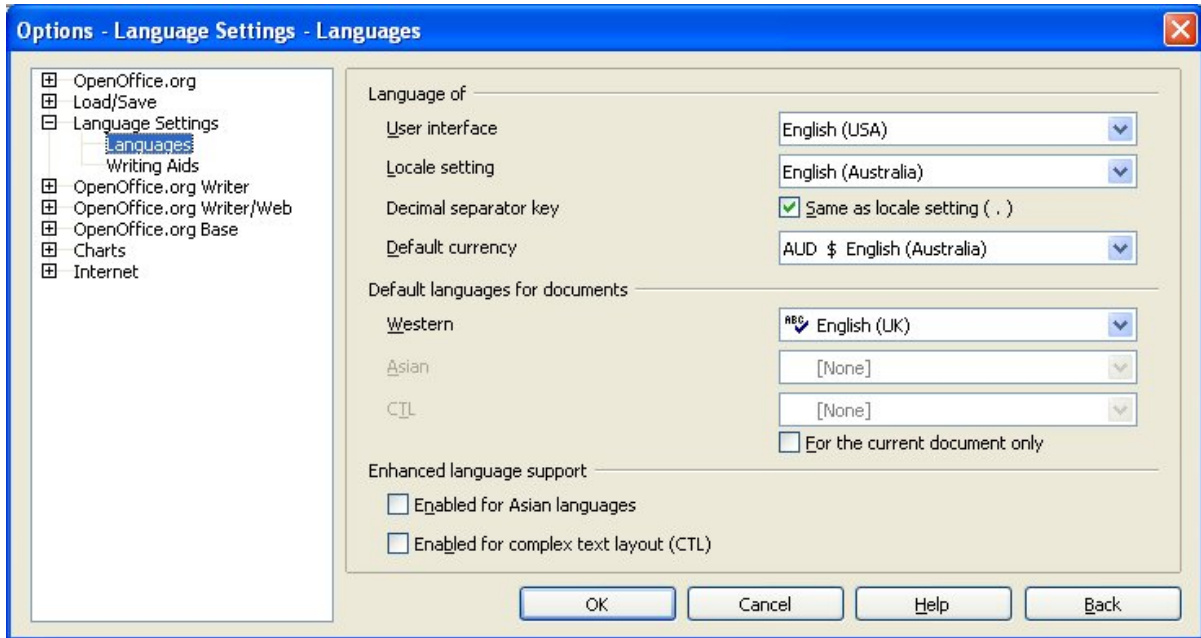 Options - Language Settings - Languages
OpenOffice.org
Load/Save
Language Settings
Languages
Writing Aids
OpenOffice.org Writer
OpenOffice.org Writer/Web
OpenOffice.org Base
Charts
Internet
Language of
User interface English (USA)
Locale setting English (Australia)
Decimal separator key Same as locale setting ( . )
Default currency AUD $ English (Australia)
Default languages for documents
Western ABC English (UK)
Asian [None]
CTL [None]
For the current document only
Enhanced language support
Enabled for Asian languages
Enabled for complex text layout (CTL)
OK Cancel Help Back